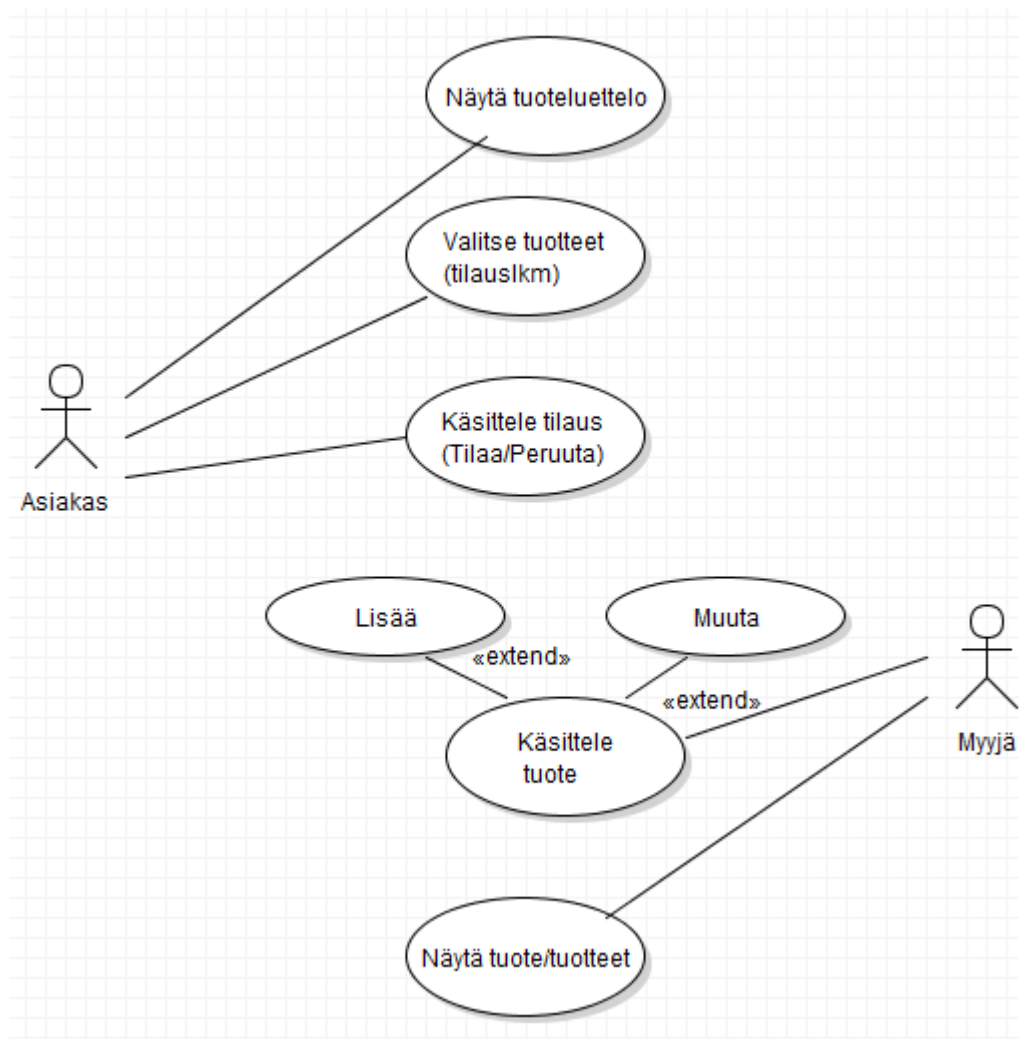 Näytä tuoteluettelo
Valitse tuotteet
(tilauslkm)
Käsittele tilaus
(Tilaa/Peruuta)
Asiakas
Lisää
Muuta
«extend»
«extend»
Käsittele
tuote
Myyjä
Näytä tuote/tuotteet